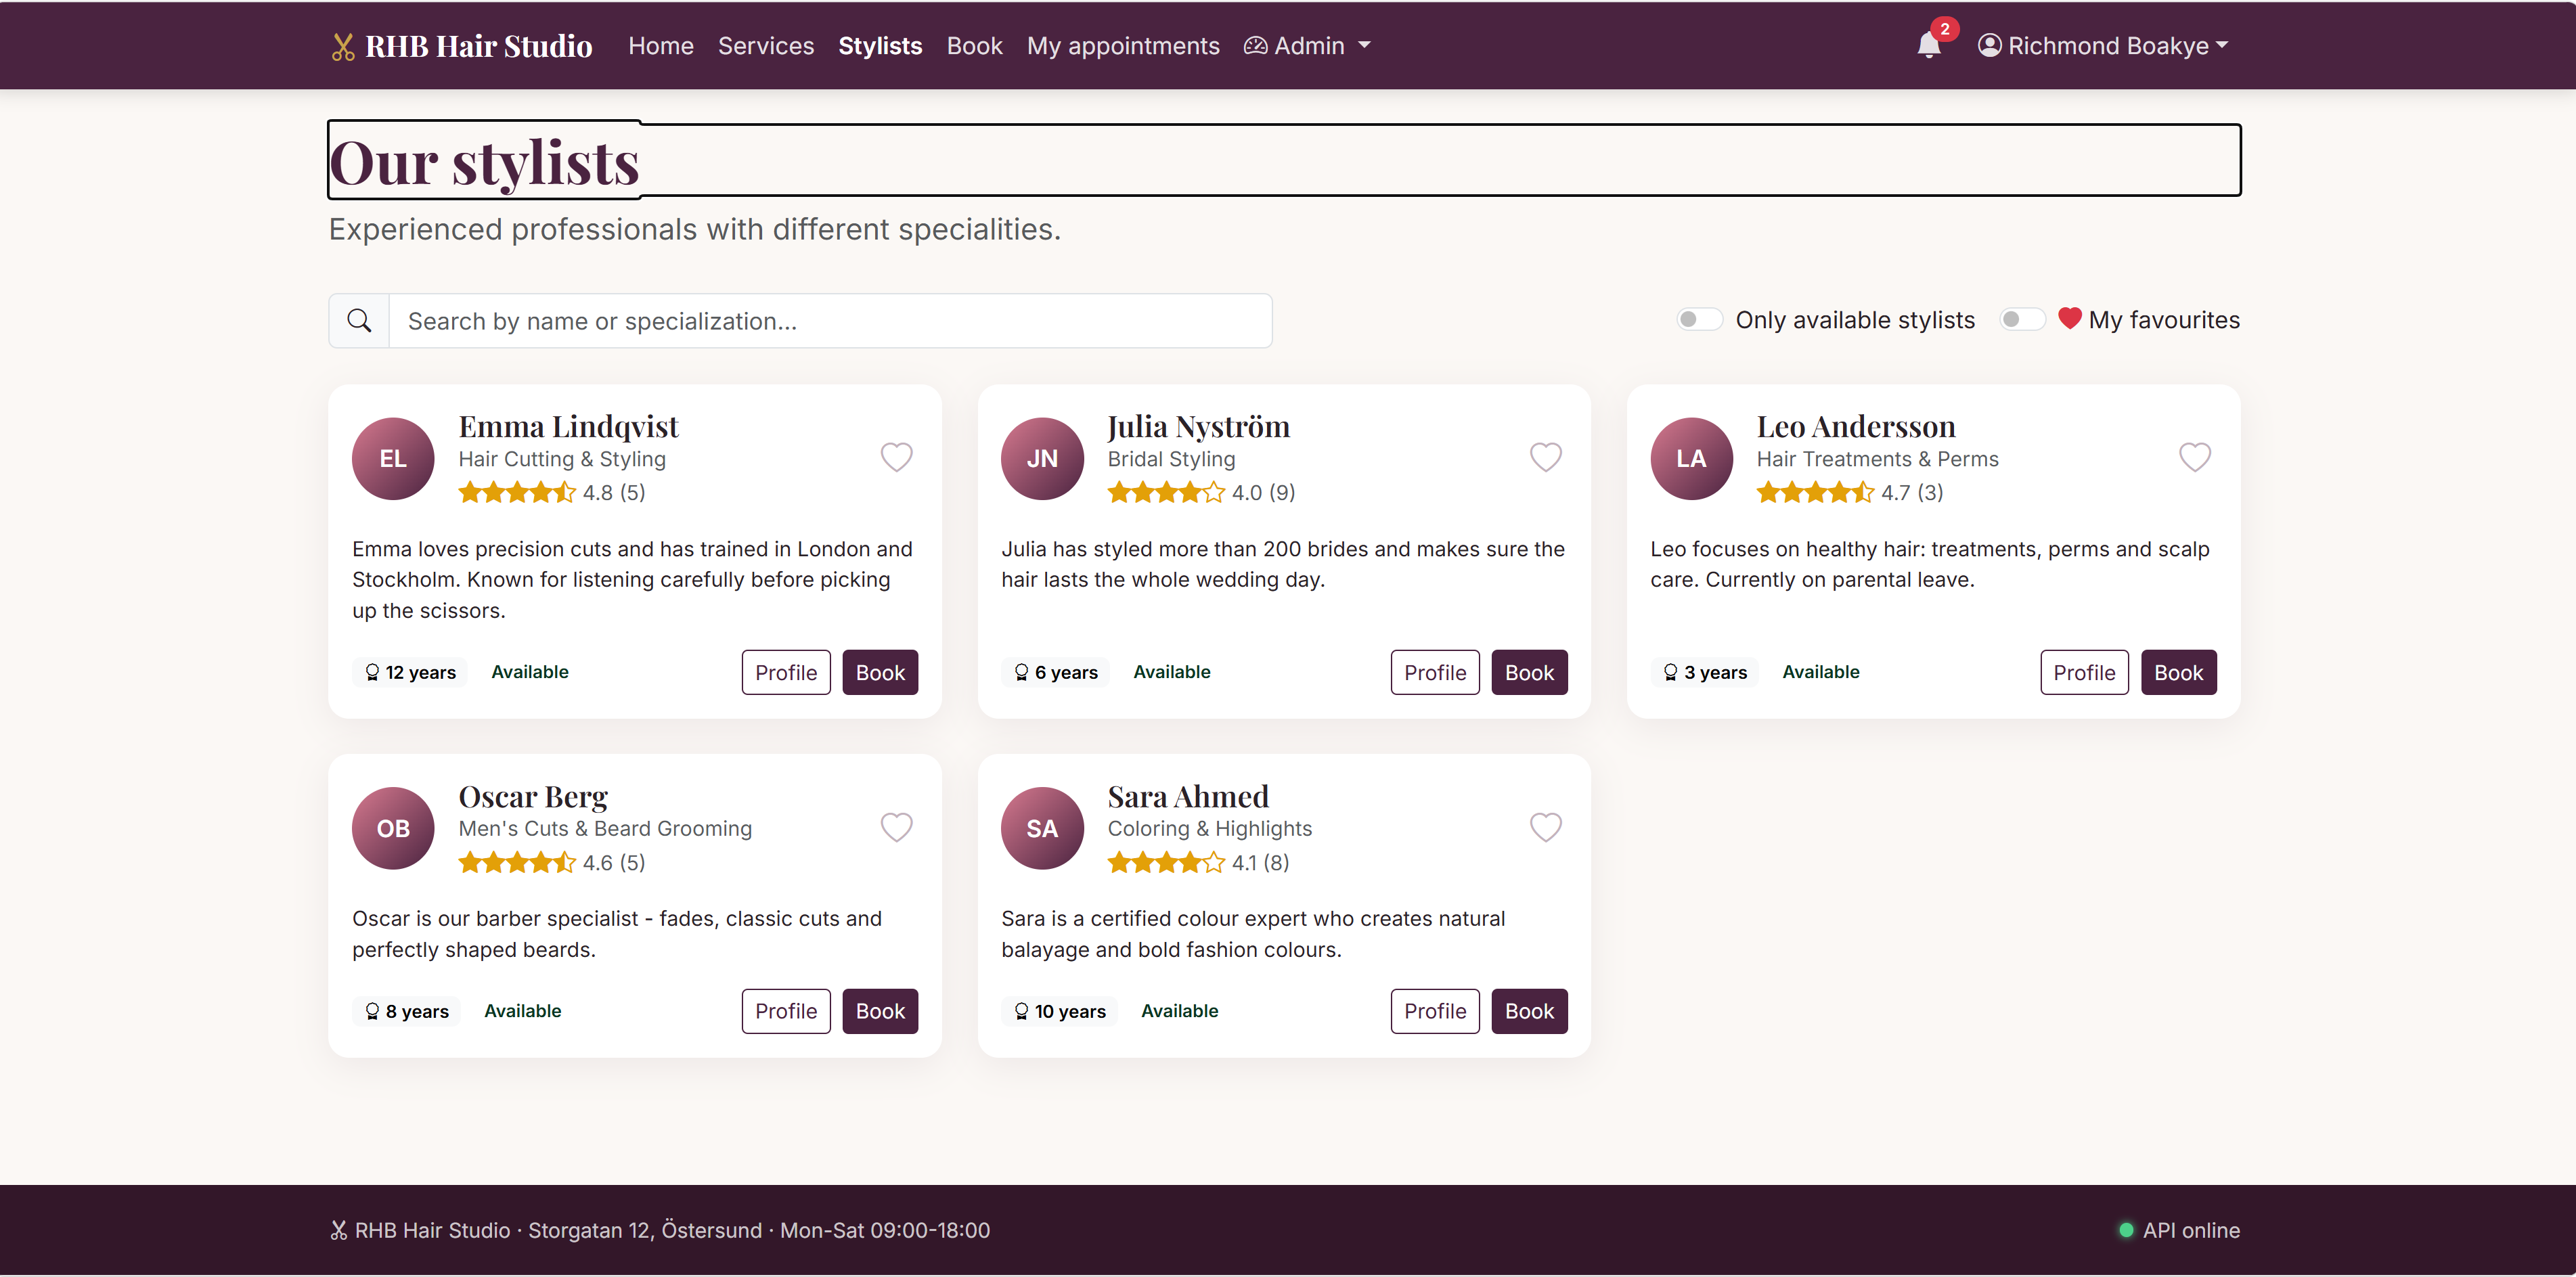 RHB Hair Studio Home Services Stylists Book My appointments Admin 2 Richmond Boakye
Our stylists
Experienced professionals with different specialities.
Search by name or specialization...
Only available stylists My favourites
EL
Emma Lindqvist
Hair Cutting & Styling
4.8 (5)
Emma loves precision cuts and has trained in London and
Stockholm. Known for listening carefully before picking
up the scissors.
12 years Available Profile Book
JN
Julia Nyström
Bridal Styling
4.0 (9)
Julia has styled more than 200 brides and makes sure the
hair lasts the whole wedding day.
6 years Available Profile Book
LA
Leo Andersson
Hair Treatments & Perms
4.7 (3)
Leo focuses on healthy hair: treatments, perms and scalp
care. Currently on parental leave.
3 years Available Profile Book
OB
Oscar Berg
Men's Cuts & Beard Grooming
4.6 (5)
Oscar is our barber specialist - fades, classic cuts and
perfectly shaped beards.
8 years Available Profile Book
SA
Sara Ahmed
Coloring & Highlights
4.1 (8)
Sara is a certified colour expert who creates natural
balayage and bold fashion colours.
10 years Available Profile Book
RHB Hair Studio · Storgatan 12, Östersund · Mon-Sat 09:00-18:00
API online